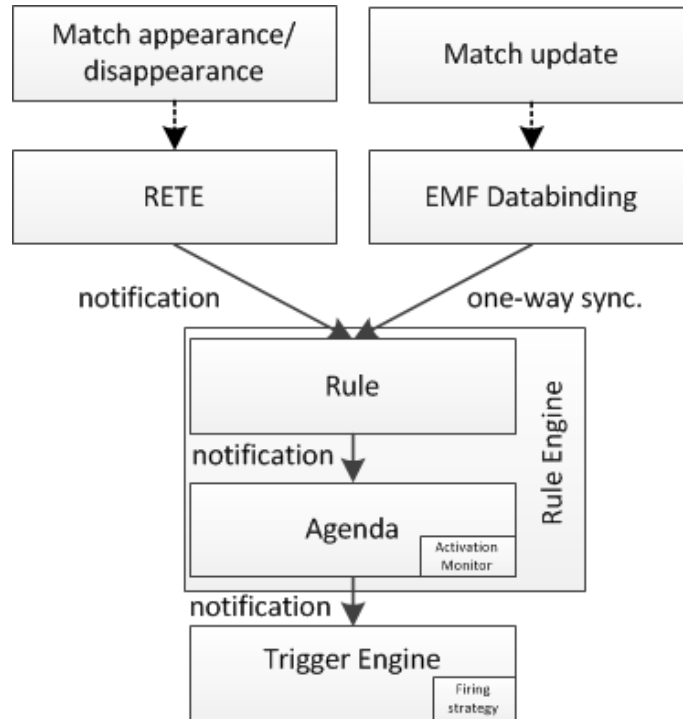 Match appearance/
disappearance
Match update
RETE
EMF Databinding
notification
one-way sync.
Rule
Rule Engine
notification
Agenda
Activation
Monitor
notification
Trigger Engine
Firing
strategy